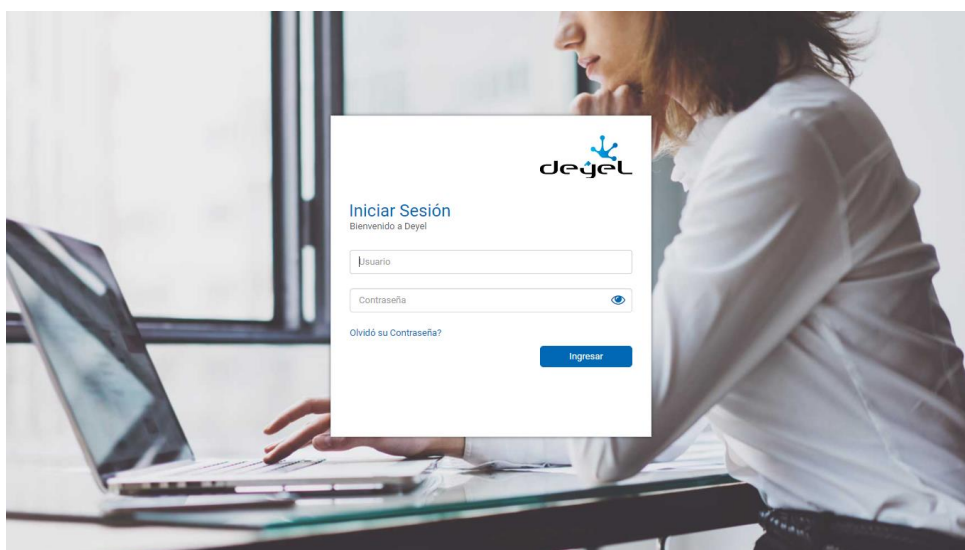 deyel
Iniciar Sesión
Bienvenido a Deyel
Usuario
Contraseña
Olvidó su Contraseña?
Ingresar